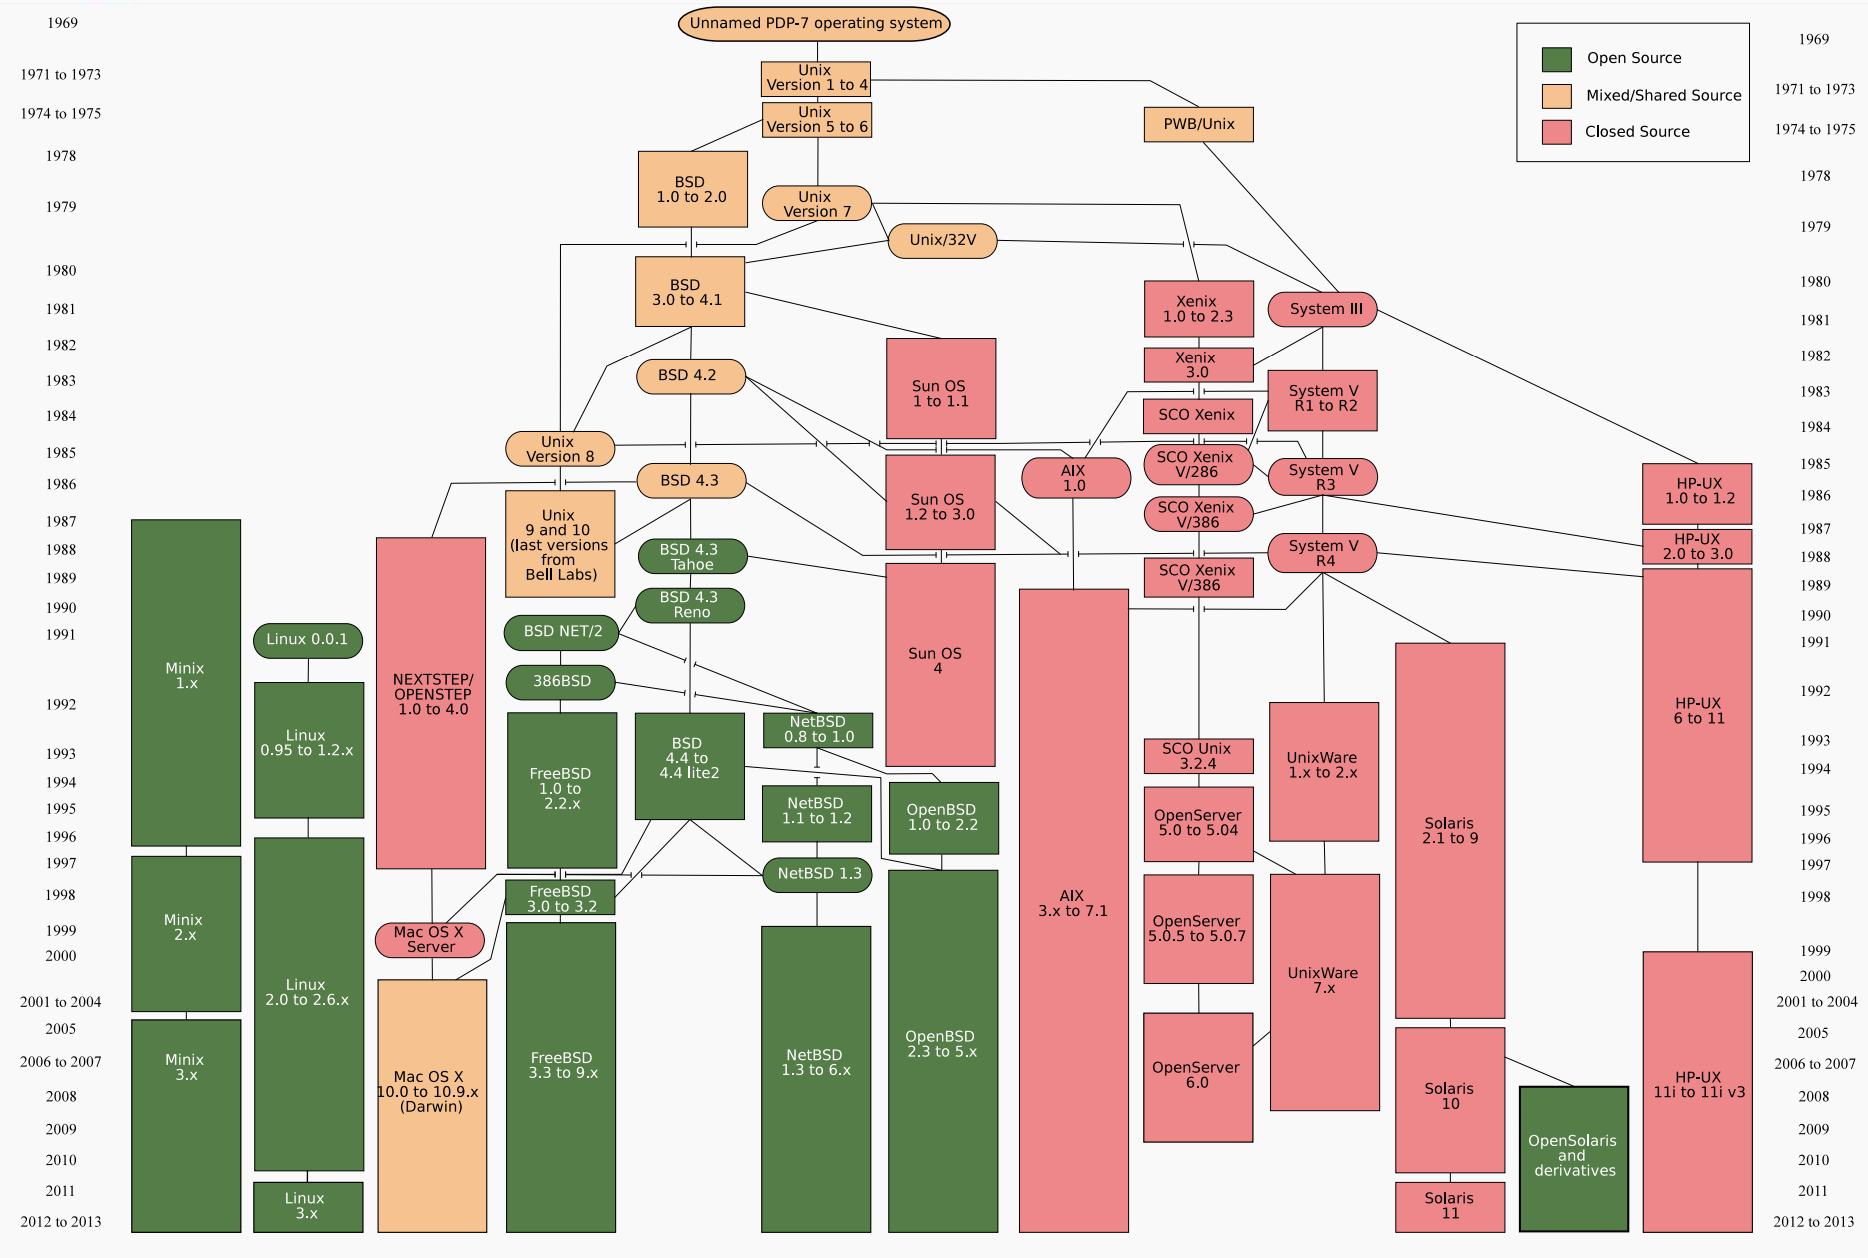 1969
1971 to 1973
1974 to 1975
1978
1979
1980
1981
1982
1983
1984
1985
1986
1987
1988
1989
1990
1991
1992
1993
1994
1995
1996
1997
1998
1999
2000
2001 to 2004
2005
2006 to 2007
2008
2009
2010
2011
2012 to 2013
Unnamed PDP-7 operating system
Unix
Version 1 to 4
Unix
Version 5 to 6
PWB/Unix
BSD
1.0 to 2.0
Unix
Version 7
Unix/32V
BSD
3.0 to 4.1
Xenix
1.0 to 2.3
System III
Xenix
3.0
BSD 4.2
Sun OS
1 to 1.1
System V
R1 to R2
SCO Xenix
Unix
Version 8
SCO Xenix
V/286
AIX
1.0
System V
R3
BSD 4.3
Sun OS
1.2 to 3.0
HP-UX
1.0 to 1.2
Unix
9 and 10
(last versions
from
Bell Labs)
SCO Xenix
V/386
HP-UX
2.0 to 3.0
BSD 4.3
Tahoe
System V
R4
SCO Xenix
V/386
BSD 4.3
Reno
BSD NET/2
Linux 0.0.1
Minix
1.x
Sun OS
4
386BSD
NEXTSTEP/
OPENSTEP
1.0 to 4.0
HP-UX
6 to 11
Linux
0.95 to 1.2.x
NetBSD
0.8 to 1.0
BSD
4.4 to
4.4 lite2
SCO Unix
3.2.4
UnixWare
1.x to 2.x
FreeBSD
1.0 to
2.2.x
NetBSD
1.1 to 1.2
OpenBSD
1.0 to 2.2
OpenServer
5.0 to 5.04
Solaris
2.1 to 9
NetBSD 1.3
FreeBSD
3.0 to 3.2
AIX
3.x to 7.1
Minix
2.x
Mac OS X
Server
OpenServer
5.0.5 to 5.0.7
UnixWare
7.x
Linux
2.0 to 2.6.x
OpenBSD
2.3 to 5.x
FreeBSD
3.3 to 9.x
NetBSD
1.3 to 6.x
Minix
3.x
Mac OS X
10.0 to 10.9.x
(Darwin)
OpenServer
6.0
Solaris
10
HP-UX
11i to 11i v3
OpenSolaris
and
derivatives
Linux
3.x
Solaris
11
Open Source
Mixed/Shared Source
Closed Source
1969
1971 to 1973
1974 to 1975
1978
1979
1980
1981
1982
1983
1984
1985
1986
1987
1988
1989
1990
1991
1992
1993
1994
1995
1996
1997
1998
1999
2000
2001 to 2004
2005
2006 to 2007
2008
2009
2010
2011
2012 to 2013